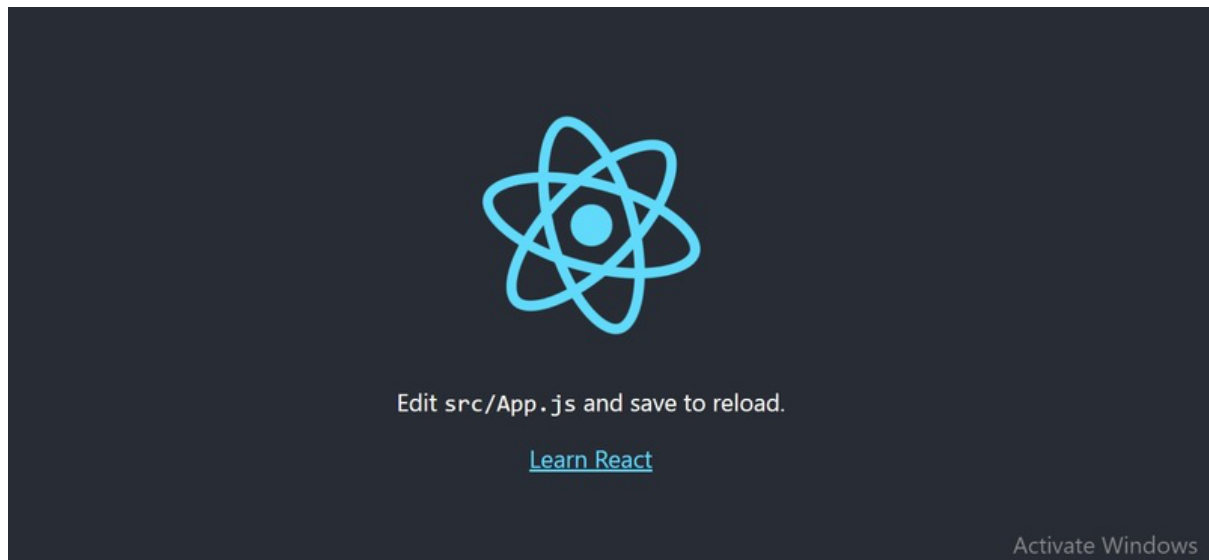 Edit src/App.js and save to reload.
Learn React
Activate Windows